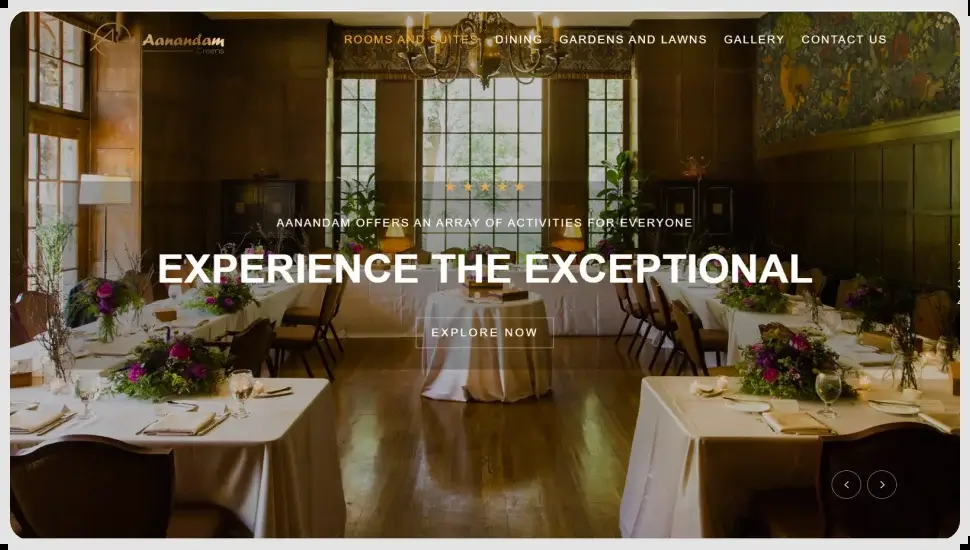 Aanandam
Greens
ROOMS AND SUITES DINING GARDENS AND LAWNS GALLERY CONTACT US
AANANDAM OFFERS AN ARRAY OF ACTIVITIES FOR EVERYONE
EXPERIENCE THE EXCEPTIONAL
EXPLORE NOW